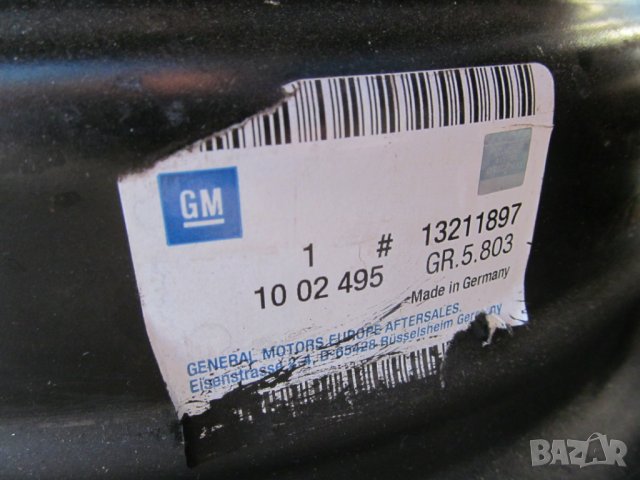 GM
1 # 13211897
10 02 495 GR.5.803
Made in Germany
GENERAL MOTORS EUROPE AFTERSALES
Eisenstrasse 2-4, D-65428 Rüsselsheim Germany
BAZAR